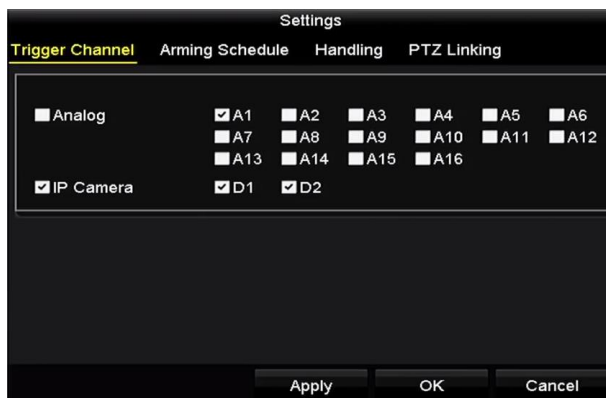 Settings
Trigger Channel Arming Schedule Handling PTZ Linking
Analog A1 A2 A3 A4 A5 A6
A7 A8 A9 A10 A11 A12
A13 A14 A15 A16
IP Camera D1 D2
Apply OK Cancel